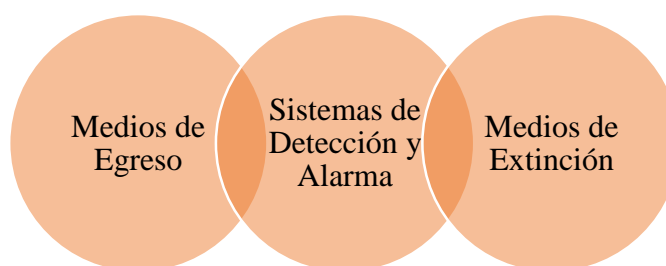 Medios de
Egreso
Sistemas de
Detección y
Alarma
Medios de
Extinción